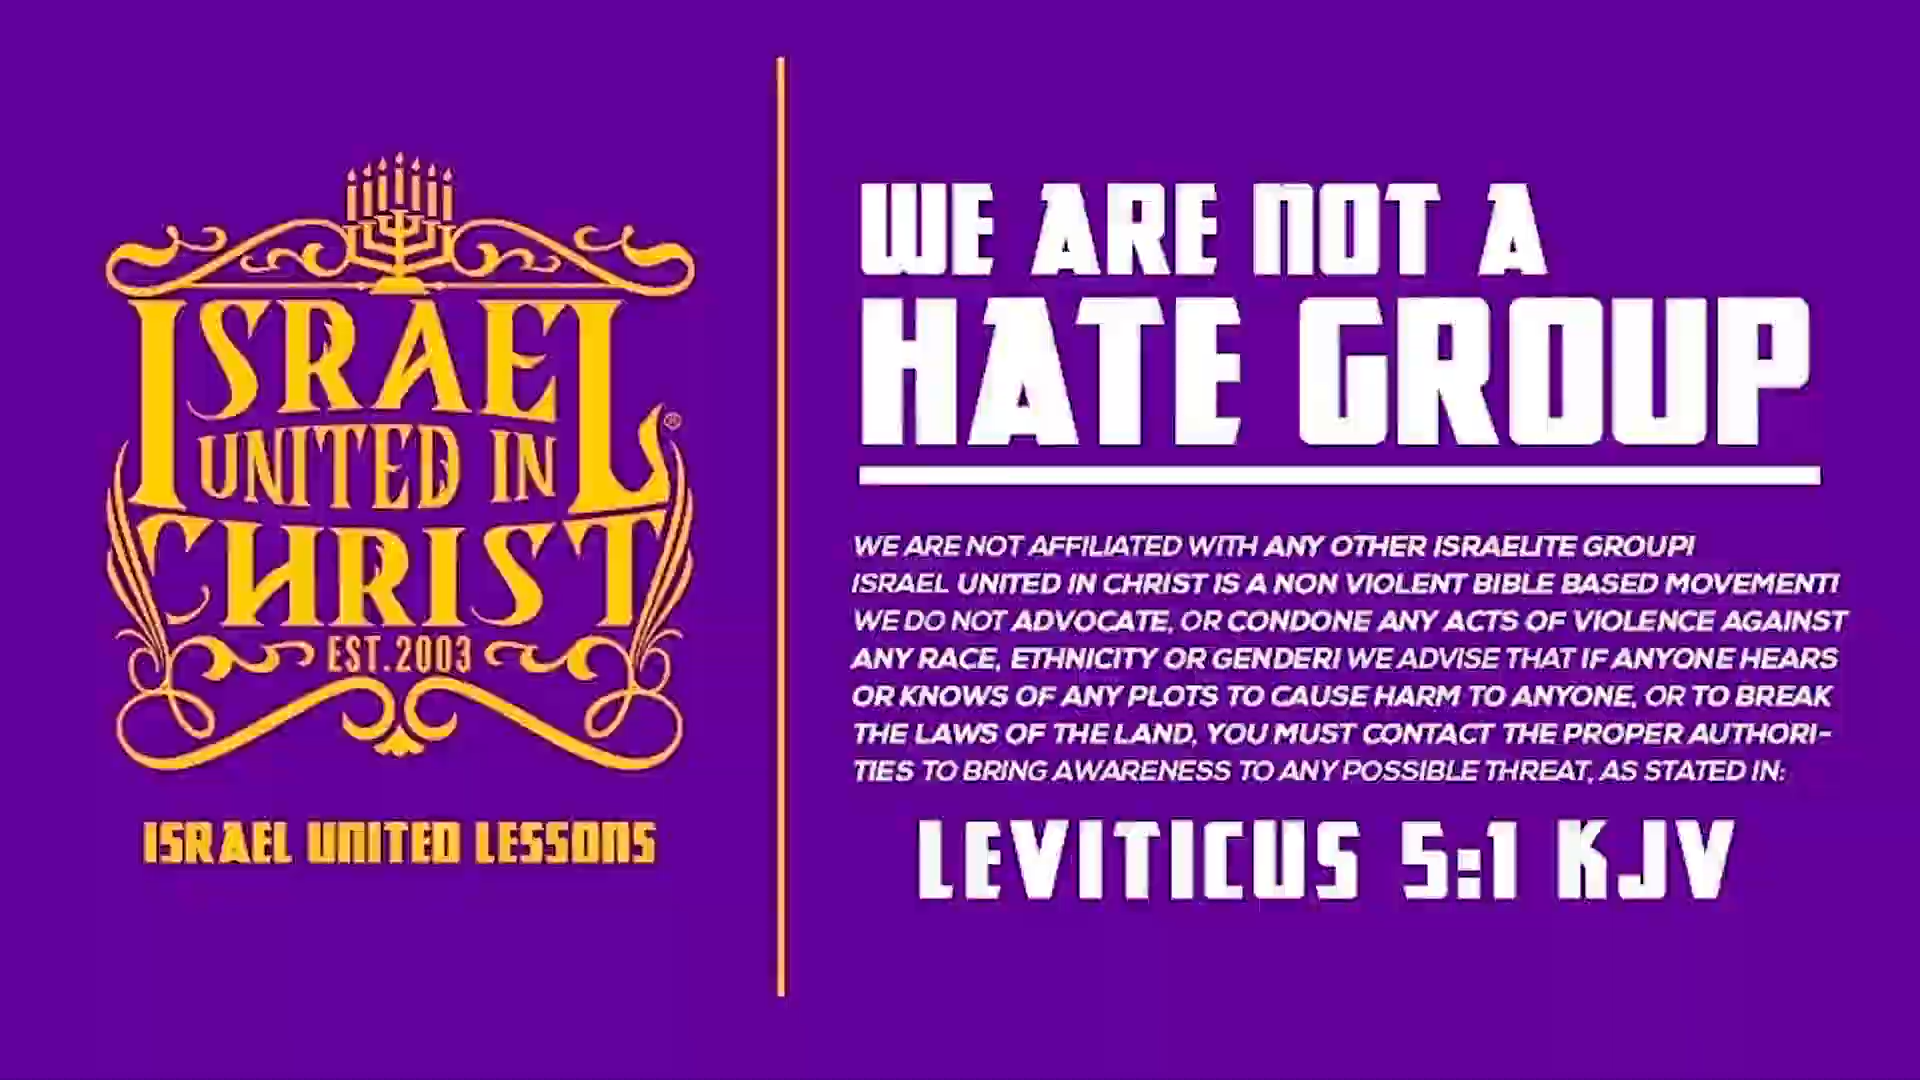 ISRAEL
UNITED IN
CHRIST
®
EST. 2003
ISRAEL UNITED LESSONS
WE ARE NOT A
HATE GROUP
WE ARE NOT AFFILIATED WITH ANY OTHER ISRAELITE GROUP!
ISRAEL UNITED IN CHRIST IS A NON VIOLENT BIBLE BASED MOVEMENT!
WE DO NOT ADVOCATE, OR CONDONE ANY ACTS OF VIOLENCE AGAINST
ANY RACE, ETHNICITY OR GENDER! WE ADVISE THAT IF ANYONE HEARS
OR KNOWS OF ANY PLOTS TO CAUSE HARM TO ANYONE, OR TO BREAK
THE LAWS OF THE LAND, YOU MUST CONTACT THE PROPER AUTHORI-
TIES TO BRING AWARENESS TO ANY POSSIBLE THREAT, AS STATED IN:
LEVITICUS 5:1 KJV